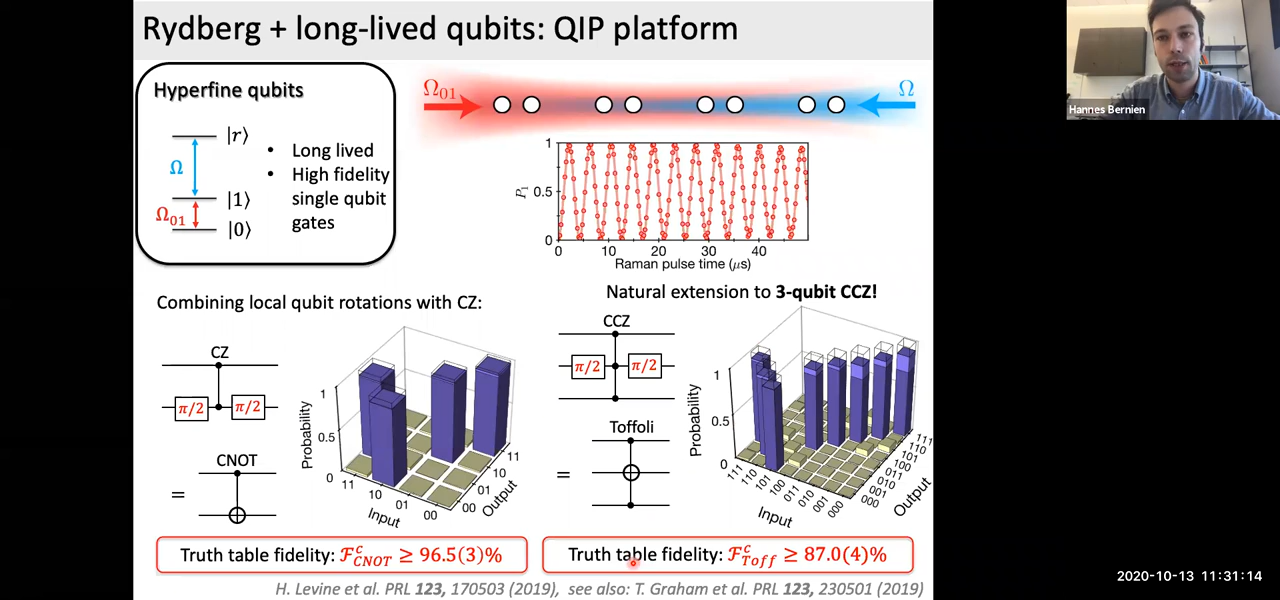 Rydberg + long-lived qubits: QIP platform
Hannes Bernien
Hyperfine qubits
|r⟩
Ω
|1⟩
Ω₀₁
|0⟩
• Long lived
• High fidelity
single qubit
gates
Ω₀₁
Ω
P₁
1
0.5
0
0 10 20 30 40
Raman pulse time (μs)
Combining local qubit rotations with CZ:
CZ
π/2 π/2
=
CNOT
Probability
1
0.5
0
11 10 01 00
Input
00 01 10 11
Output
Truth table fidelity: ℱᶜ_CNOT ≥ 96.5(3)%
Natural extension to 3-qubit CCZ!
CCZ
π/2 π/2
=
Toffoli
Probability
1
0.5
0
111 110 101 100 011 010 001 000
Input
000 001 010 011 100 101 110 111
Output
Truth table fidelity: ℱᶜ_Toff ≥ 87.0(4)%
H. Levine et al. PRL 123, 170503 (2019), see also: T. Graham et al. PRL 123, 230501 (2019)
2020-10-13 11:31:14